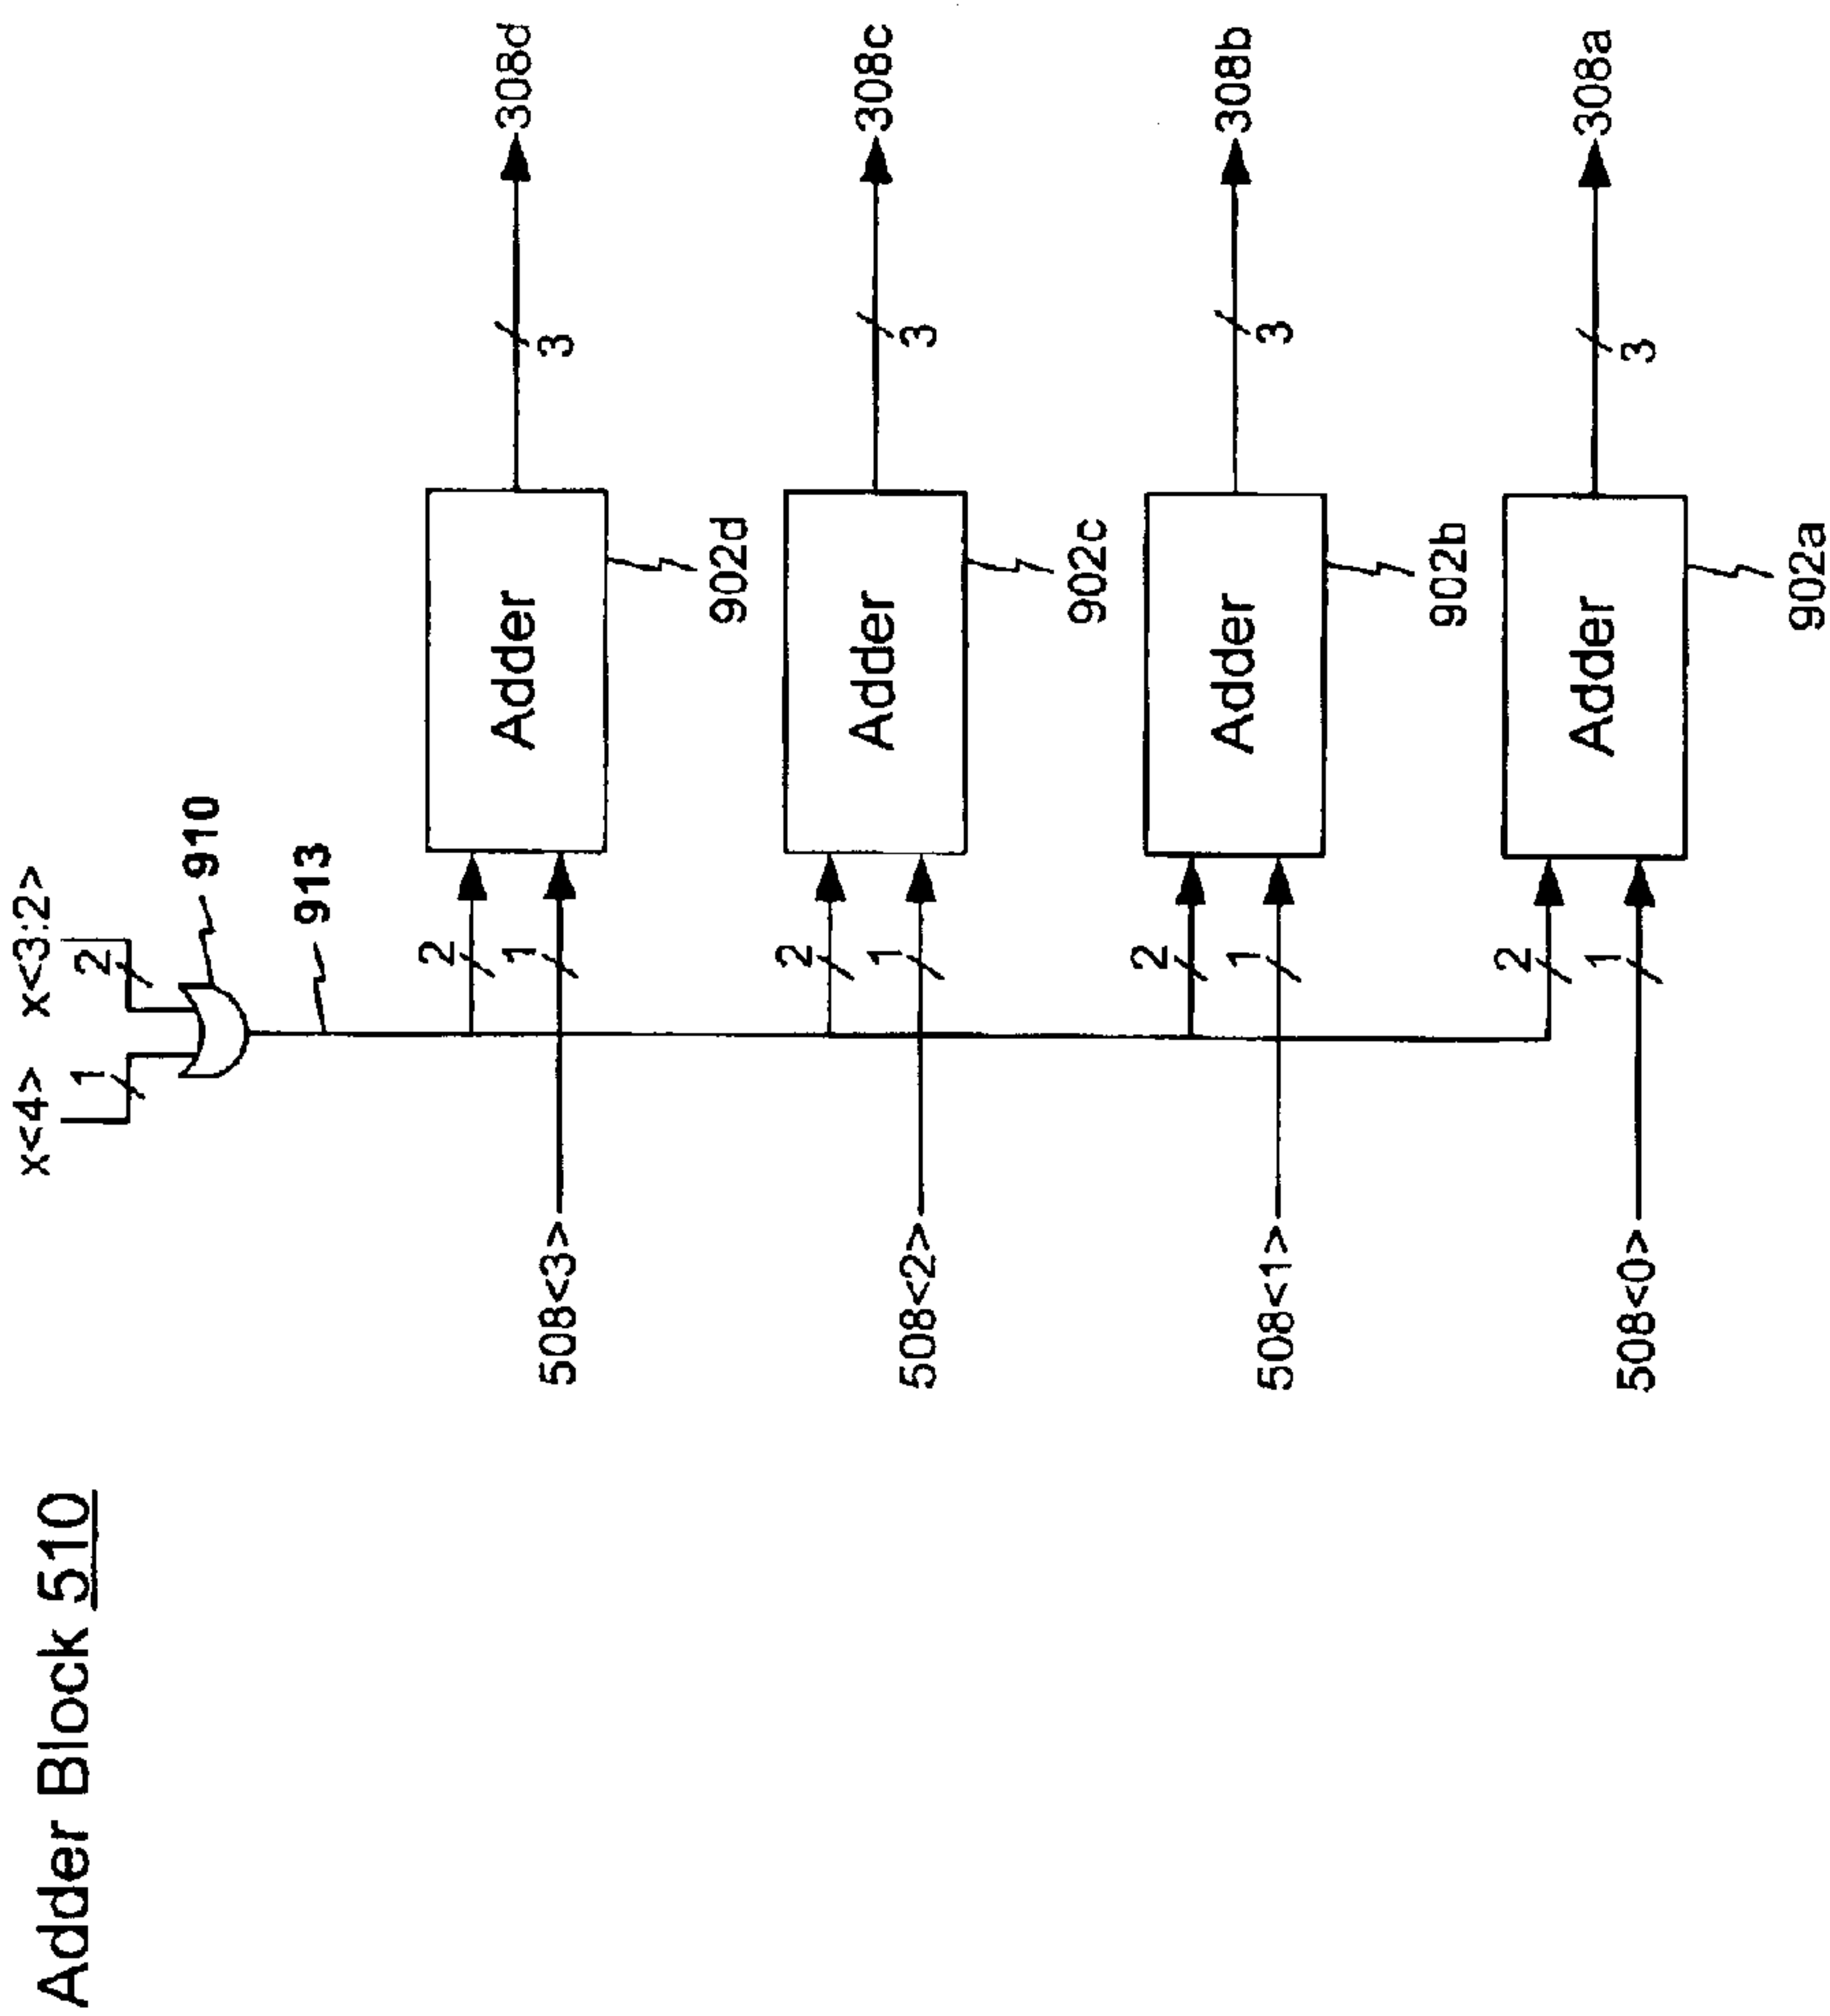 Adder Block 510
x<4>
x<3:2>
1
2
910
913
508<3>
2
1
Adder
902d
3
308d
508<2>
2
1
Adder
902c
3
308c
508<1>
2
1
Adder
902b
3
308b
508<0>
2
1
Adder
902a
3
308a